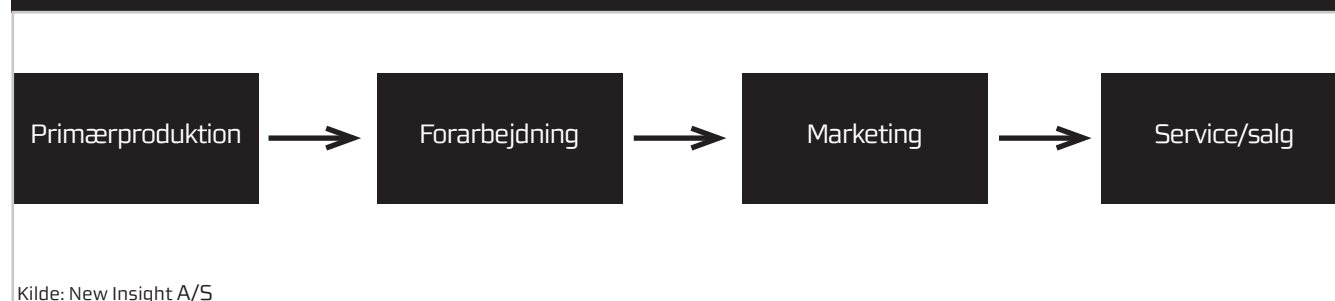 Primærproduktion
Forarbejdning
Marketing
Service/salg
Kilde: New Insight A/S